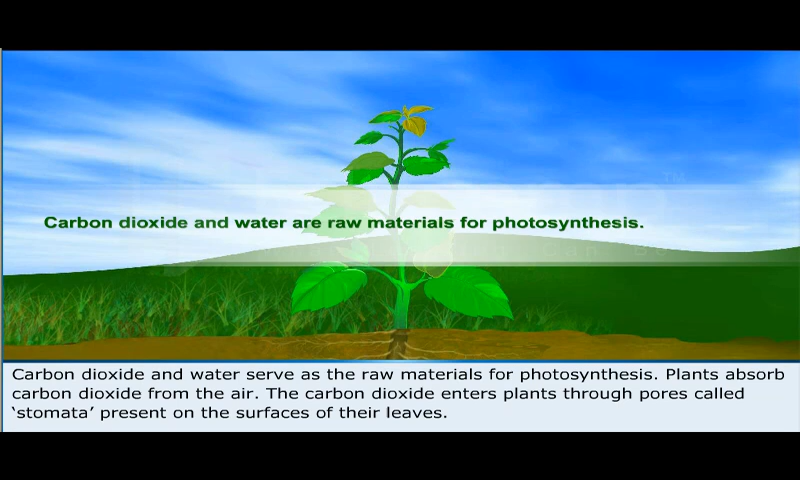 Carbon dioxide and water are raw materials for photosynthesis.
Carbon dioxide and water serve as the raw materials for photosynthesis. Plants absorb
carbon dioxide from the air. The carbon dioxide enters plants through pores called
‘stomata’ present on the surfaces of their leaves.